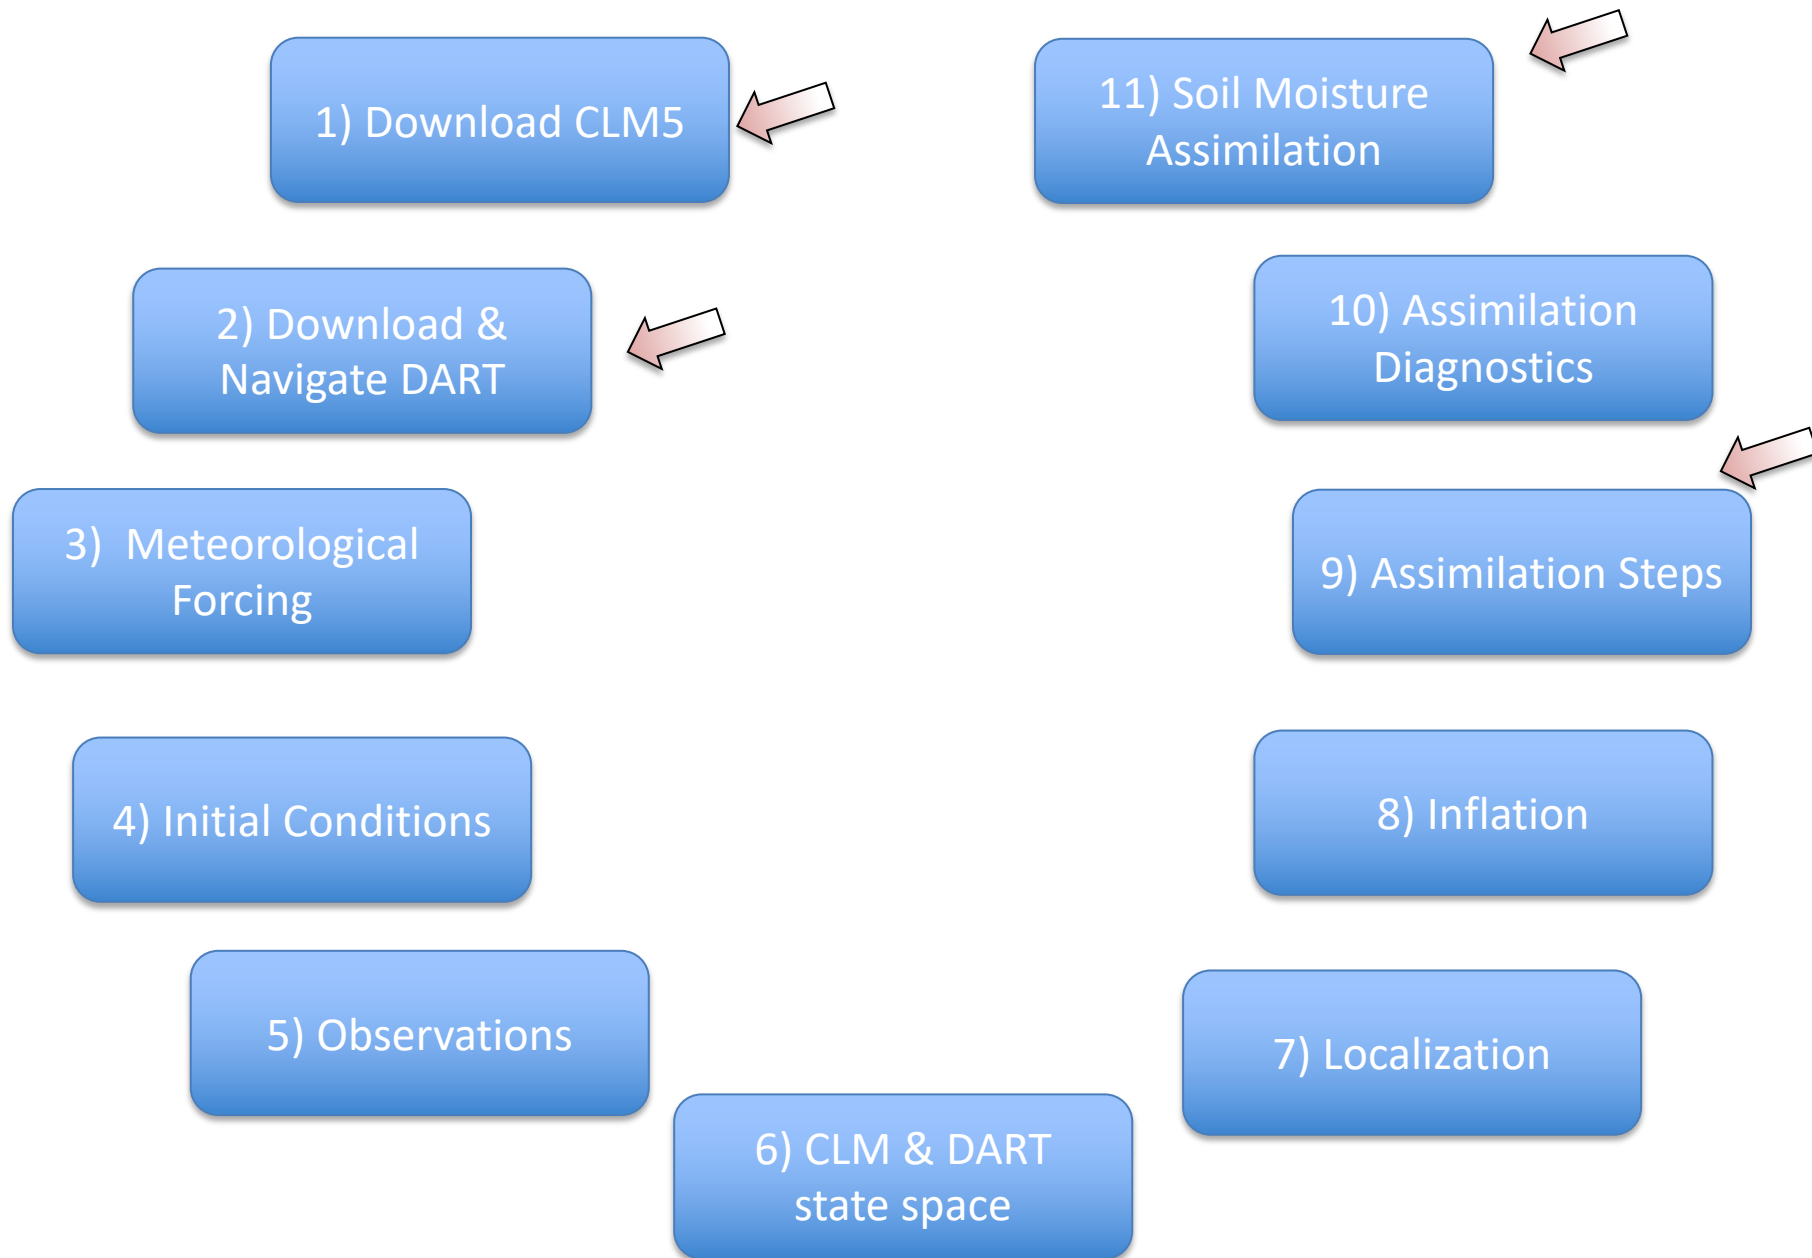 1) Download CLM5
2) Download &
Navigate DART
3)  Meteorological
Forcing
4) Initial Conditions
5) Observations
6) CLM & DART
state space
7) Localization
8) Inflation
9) Assimilation Steps
10) Assimilation
Diagnostics
11) Soil Moisture
Assimilation